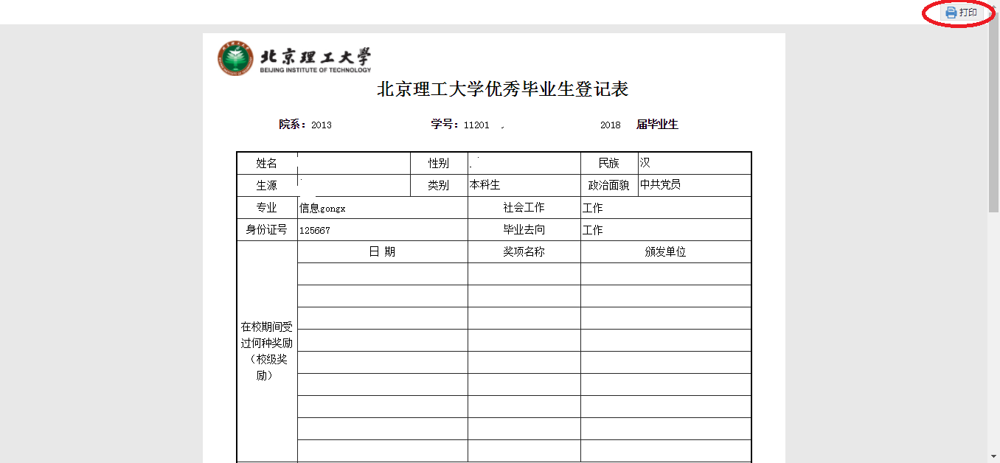 打印
北京理工大学
BEIJING INSTITUTE OF TECHNOLOGY
北京理工大学优秀毕业生登记表
院系：2013 学号：11201 2018 届毕业生
姓名 性别 民族 汉
生源 类别 本科生 政治面貌 中共党员
专业 信息gongx 社会工作 工作
身份证号 125667 毕业去向 工作
日 期 奖项名称 颁发单位
在校期间受
过何种奖励
（校级奖
励）